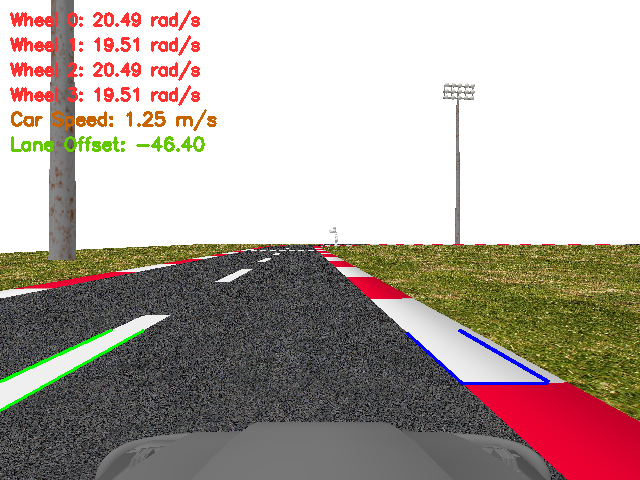 Wheel 0: 20.49 rad/s
Wheel 1: 19.51 rad/s
Wheel 2: 20.49 rad/s
Wheel 3: 19.51 rad/s
Car Speed: 1.25 m/s
Lane Offset: -46.40